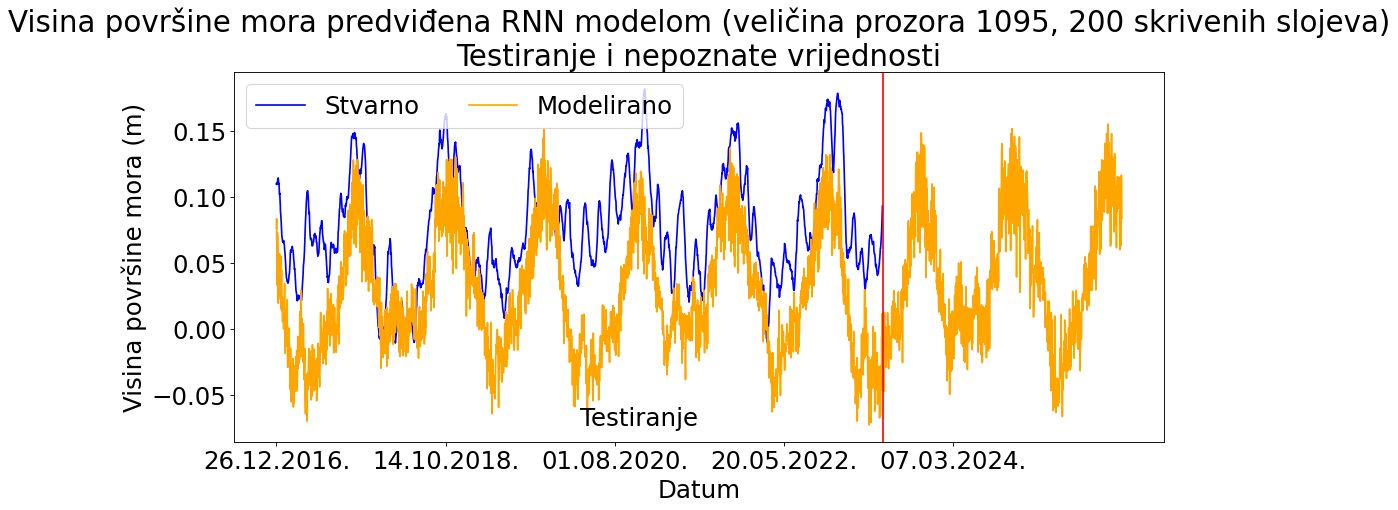 Visina površine mora predviđena RNN modelom (veličina prozora 1095, 200 skrivenih slojeva)
Testiranje i nepoznate vrijednosti
Stvarno Modelirano
Visina površine mora (m)
0.15
0.10
0.05
0.00
−0.05
Testiranje
26.12.2016. 14.10.2018. 01.08.2020. 20.05.2022. 07.03.2024.
Datum